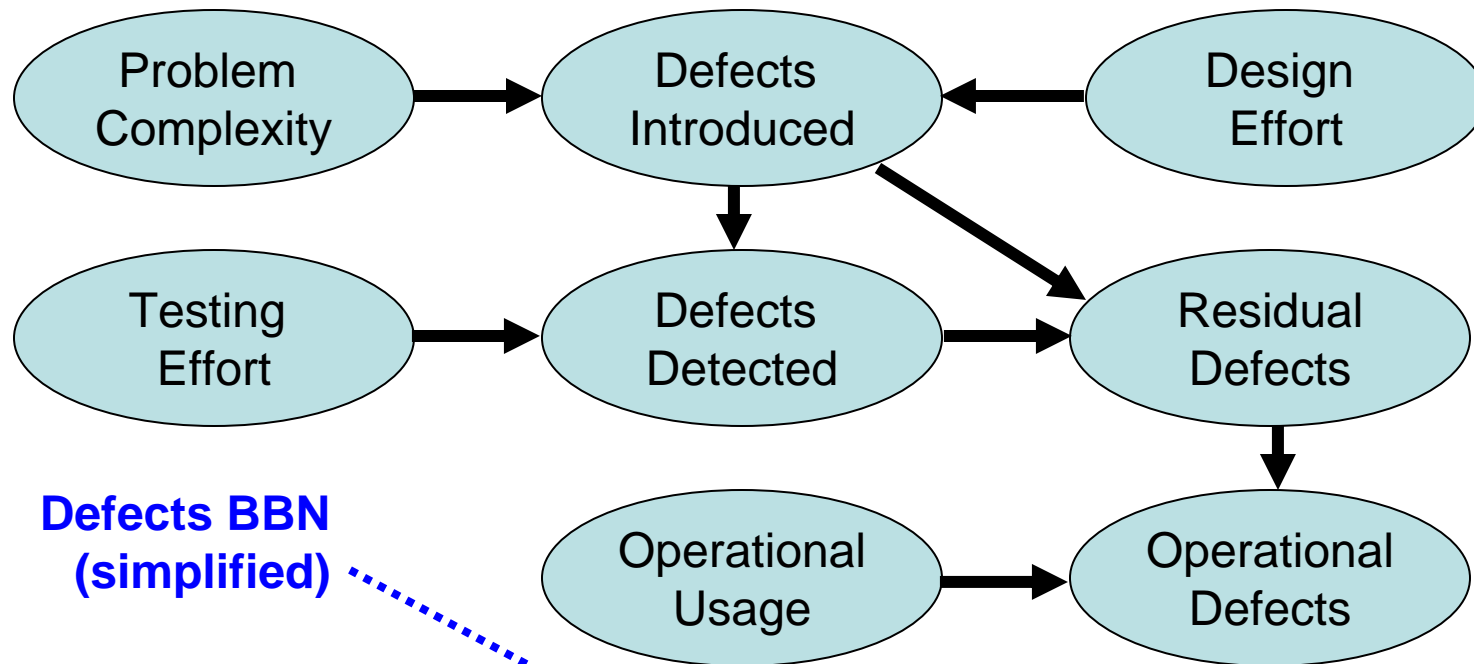 Problem
Complexity
Defects
Introduced
Design
Effort
Testing
Effort
Defects
Detected
Residual
Defects
Defects BBN
(simplified)
Operational
Usage
Operational
Defects